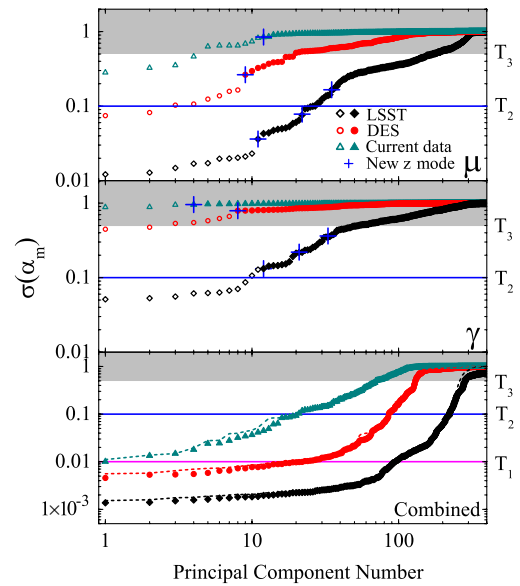 1
T₃
0.1
T₂
LSST
DES
Current data
New z mode
μ
0.01
1
T₃
σ(αₘ)
0.1
T₂
γ
0.01
1
T₃
0.1
T₂
0.01
T₁
1×10⁻³
Combined
1 10 100
Principal Component Number